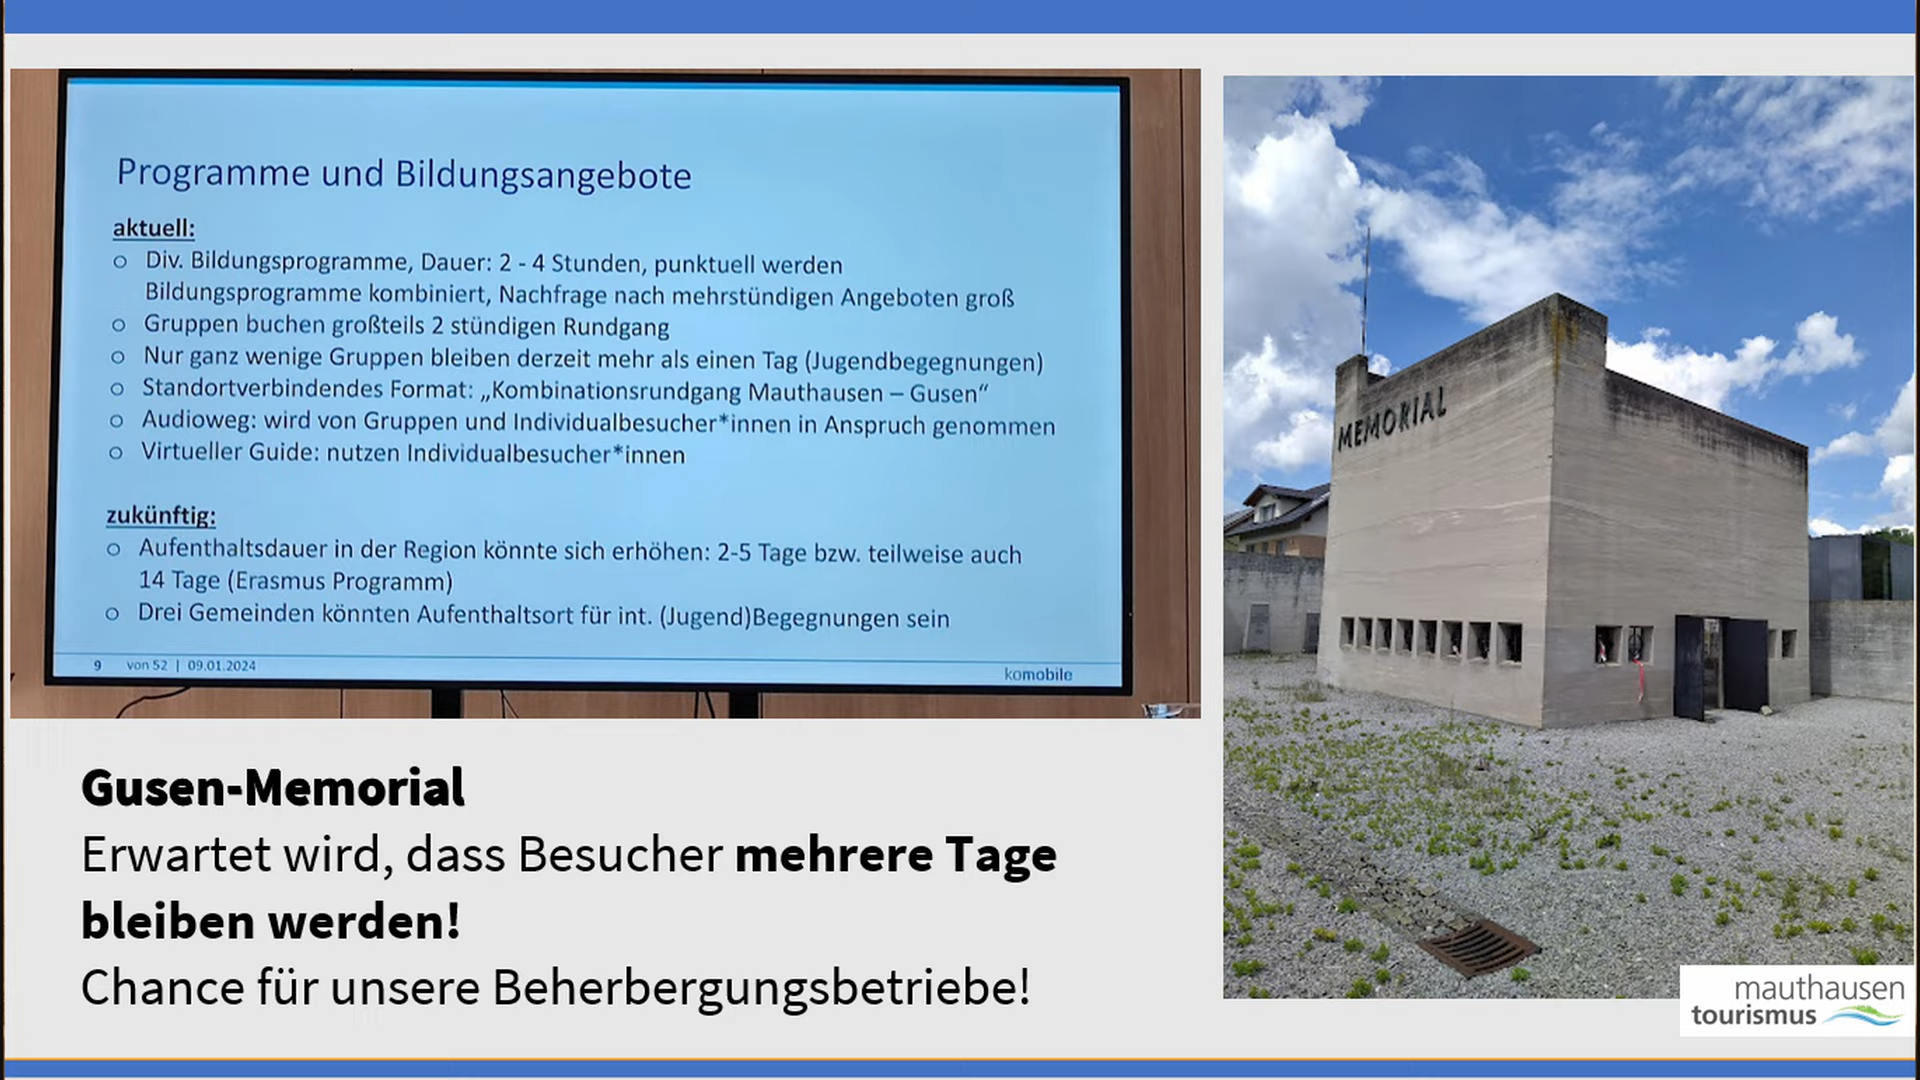 Programme und Bildungsangebote
aktuell:
o Div. Bildungsprogramme, Dauer: 2 - 4 Stunden, punktuell werden
Bildungsprogramme kombiniert, Nachfrage nach mehrstündigen Angeboten groß
o Gruppen buchen großteils 2 stündigen Rundgang
o Nur ganz wenige Gruppen bleiben derzeit mehr als einen Tag (Jugendbegegnungen)
o Standortverbindendes Format: „Kombinationsrundgang Mauthausen – Gusen“
o Audioweg: wird von Gruppen und Individualbesucher*innen in Anspruch genommen
o Virtueller Guide: nutzen Individualbesucher*innen
zukünftig:
o Aufenthaltsdauer in der Region könnte sich erhöhen: 2-5 Tage bzw. teilweise auch
14 Tage (Erasmus Programm)
o Drei Gemeinden könnten Aufenthaltsort für int. (Jugend)Begegnungen sein
9 von 52 | 09.01.2024
komobile
MEMORIAL
Gusen-Memorial
Erwartet wird, dass Besucher mehrere Tage
bleiben werden!
Chance für unsere Beherbergungsbetriebe!
mauthausen
tourismus